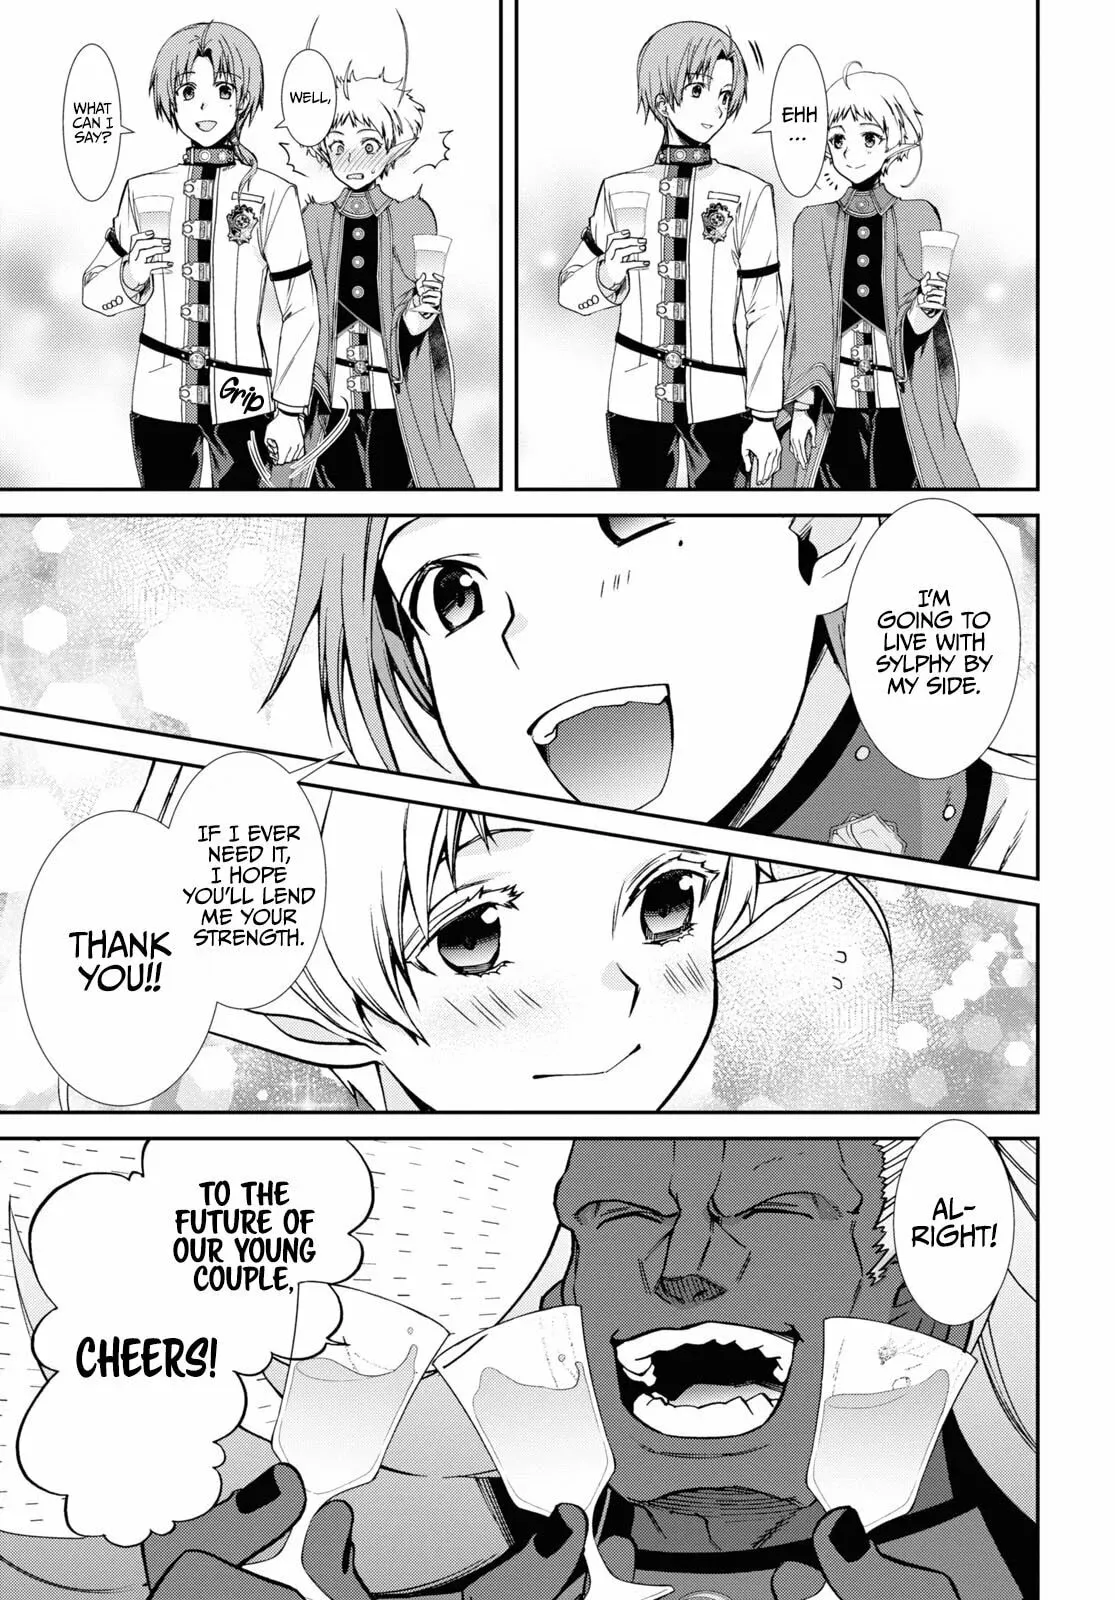 EHH
...
WELL,
WHAT
CAN I
SAY?
Grip
I'M
GOING TO
LIVE WITH
SYLPHY BY
MY SIDE.
IF I EVER
NEED IT,
I HOPE
YOU'LL LEND
ME YOUR
STRENGTH.
THANK
YOU!!
AL-
RIGHT!
TO THE
FUTURE OF
OUR YOUNG
COUPLE,
CHEERS!